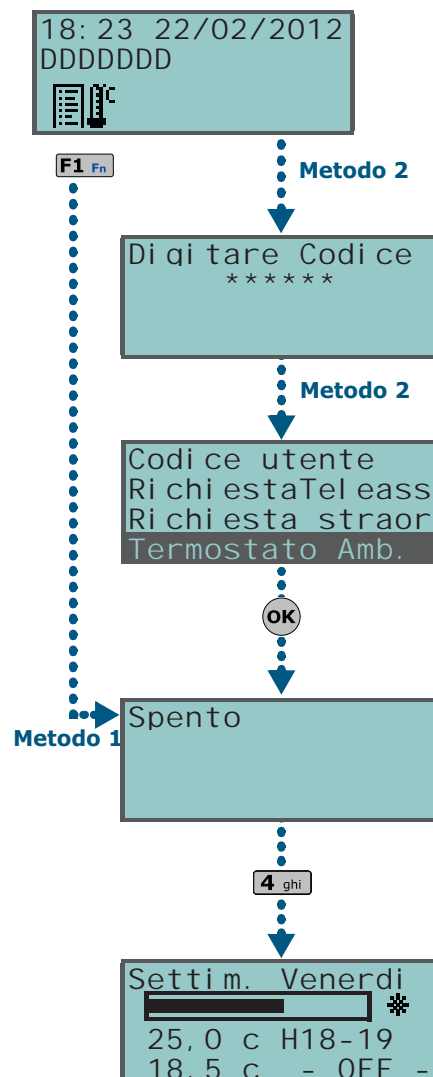 18:23 22/02/2012
DDDDDDD
°C
F1 Fn
Metodo 2
Digitare Codice
******
Metodo 2
Codice utente
RichiestaTeleass
Richiesta straor
Termostato Amb.
OK
Spento
Metodo 1
4 ghi
Settim. Venerdi
25,0 c H18-19
18,5 c - OFF -